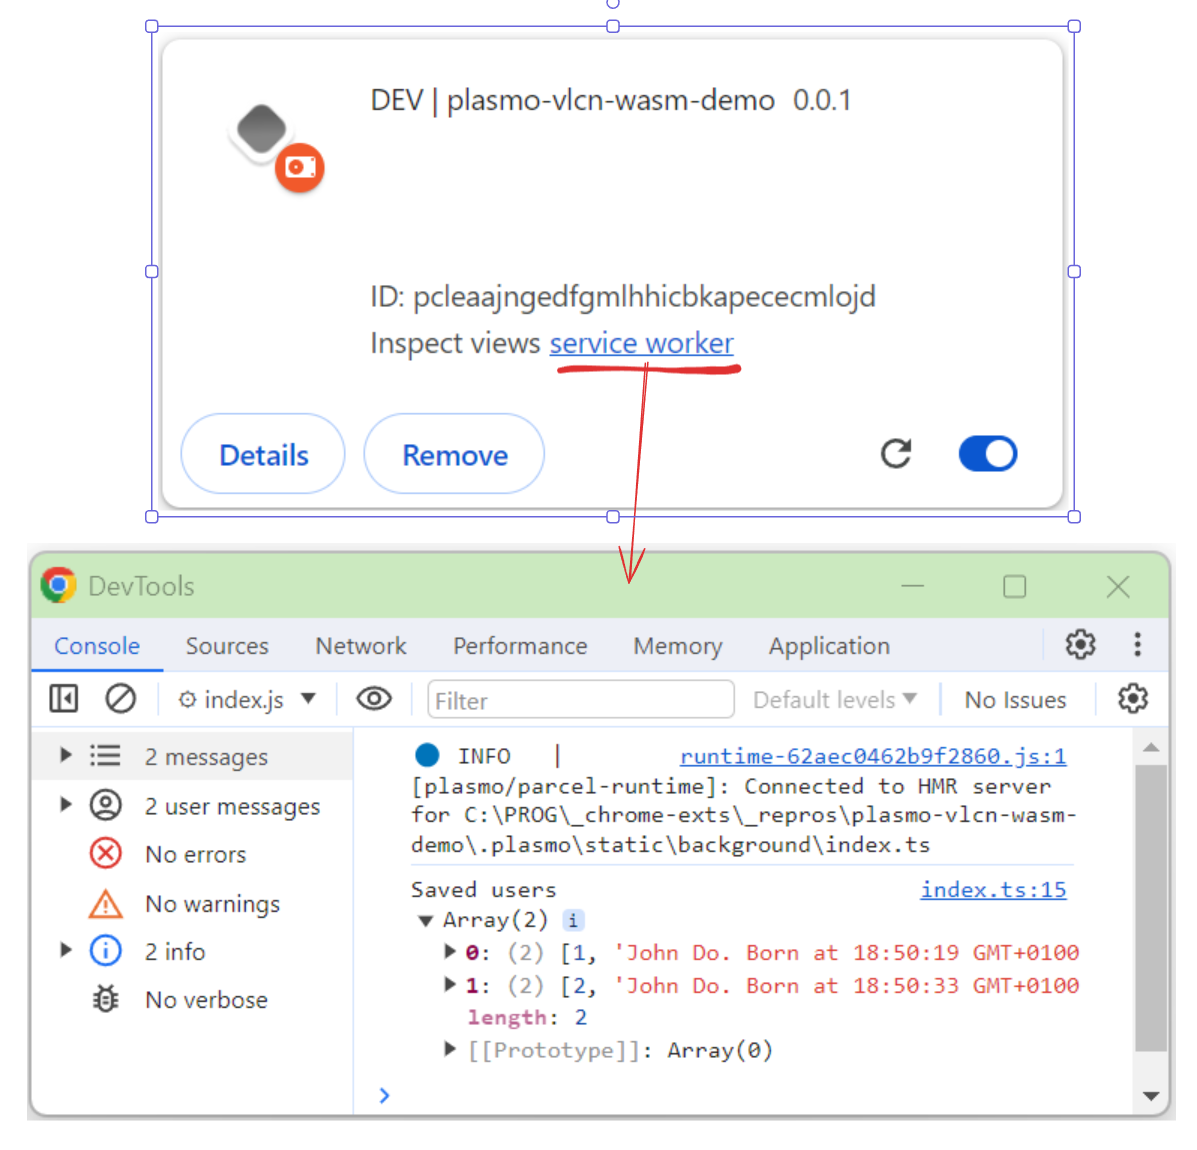 DEV | plasmo-vlcn-wasm-demo 0.0.1
ID: pcleaajngedfgmlhhicbkapececmlojd
Inspect views service worker
Details
Remove
DevTools
Console Sources Network Performance Memory Application
index.js Filter Default levels No Issues
2 messages
2 user messages
No errors
No warnings
2 info
No verbose
INFO | runtime-62aec0462b9f2860.js:1
[plasmo/parcel-runtime]: Connected to HMR server
for C:\PROG\_chrome-exts\_repros\plasmo-vlcn-wasm-
demo\.plasmo\static\background\index.ts
Saved users index.ts:15
Array(2) i
0: (2) [1, 'John Do. Born at 18:50:19 GMT+0100
1: (2) [2, 'John Do. Born at 18:50:33 GMT+0100
length: 2
[[Prototype]]: Array(0)
>